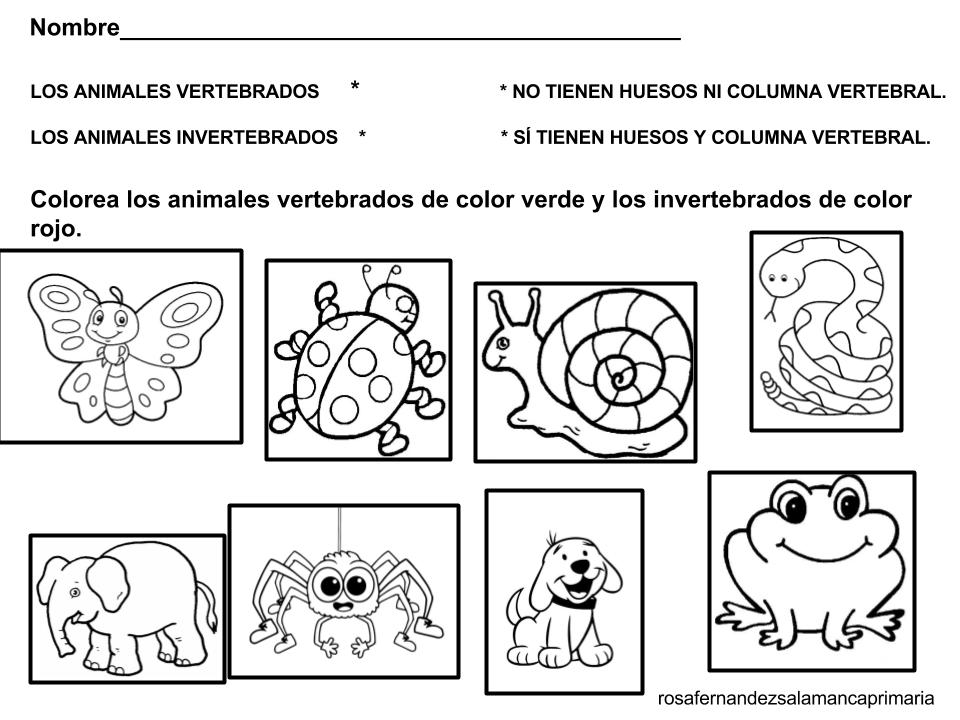 Nombre__________________________________________
LOS ANIMALES VERTEBRADOS * * NO TIENEN HUESOS NI COLUMNA VERTEBRAL.
LOS ANIMALES INVERTEBRADOS * * SÍ TIENEN HUESOS Y COLUMNA VERTEBRAL.
Colorea los animales vertebrados de color verde y los invertebrados de color
rojo.
rosafernandezsalamancaprimaria